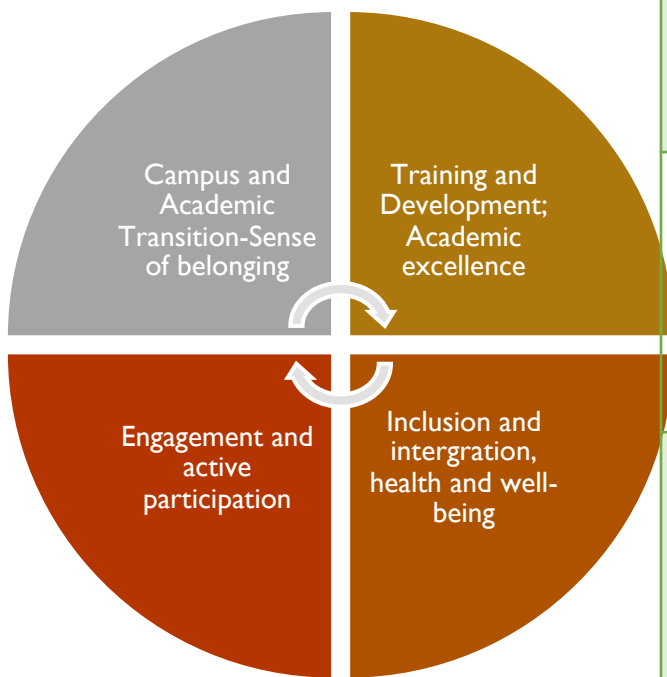 Campus and
Academic
Transition-Sense
of belonging
Training and
Development;
Academic
excellence
Engagement and
active
participation
Inclusion and
intergration,
health and well-
being